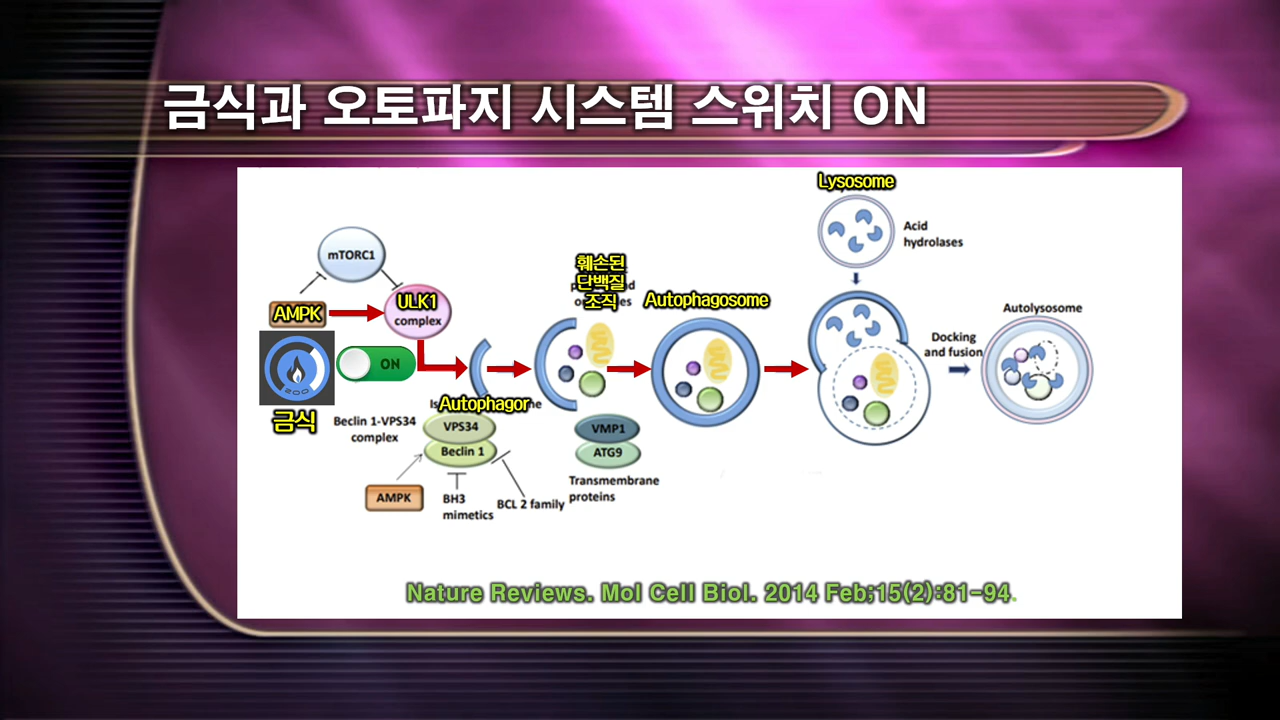 금식과 오토파지 시스템 스위치 ON
Lysosome
Acid
hydrolases
mTORC1
AMPK
ULK1
complex
훼손된
단백질
조직
Autophagosome
Autolysosome
Docking
and fusion
ON
200
금식
Autophagor
Beclin 1-VPS34
complex
VPS34
Beclin 1
VMP1
ATG9
Transmembrane
proteins
AMPK
BH3
mimetics
BCL 2 family
Nature Reviews. Mol Cell Biol. 2014 Feb;15(2):81-94.